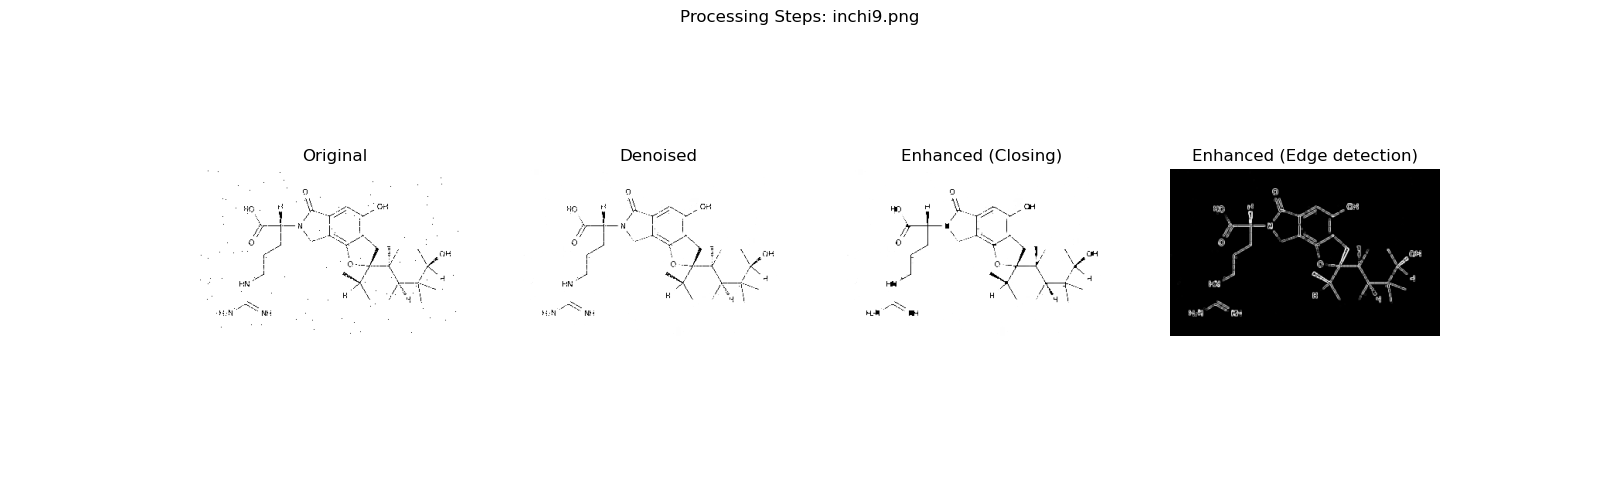 Processing Steps: inchi9.png
Original
Denoised
Enhanced (Closing)
Enhanced (Edge detection)
O
HO
H
OH
N
O
OH
O
H
HN
H
H
H₂N
NH
O
HO
H
OH
N
O
OH
O
H
HN
H
H
H₂N
NH
O
HO
H
OH
N
O
OH
O
H
HN
H
H
H₂N
NH
O
HO
H
OH
N
O
OH
O
H
HN
H
H
H₂N
NH